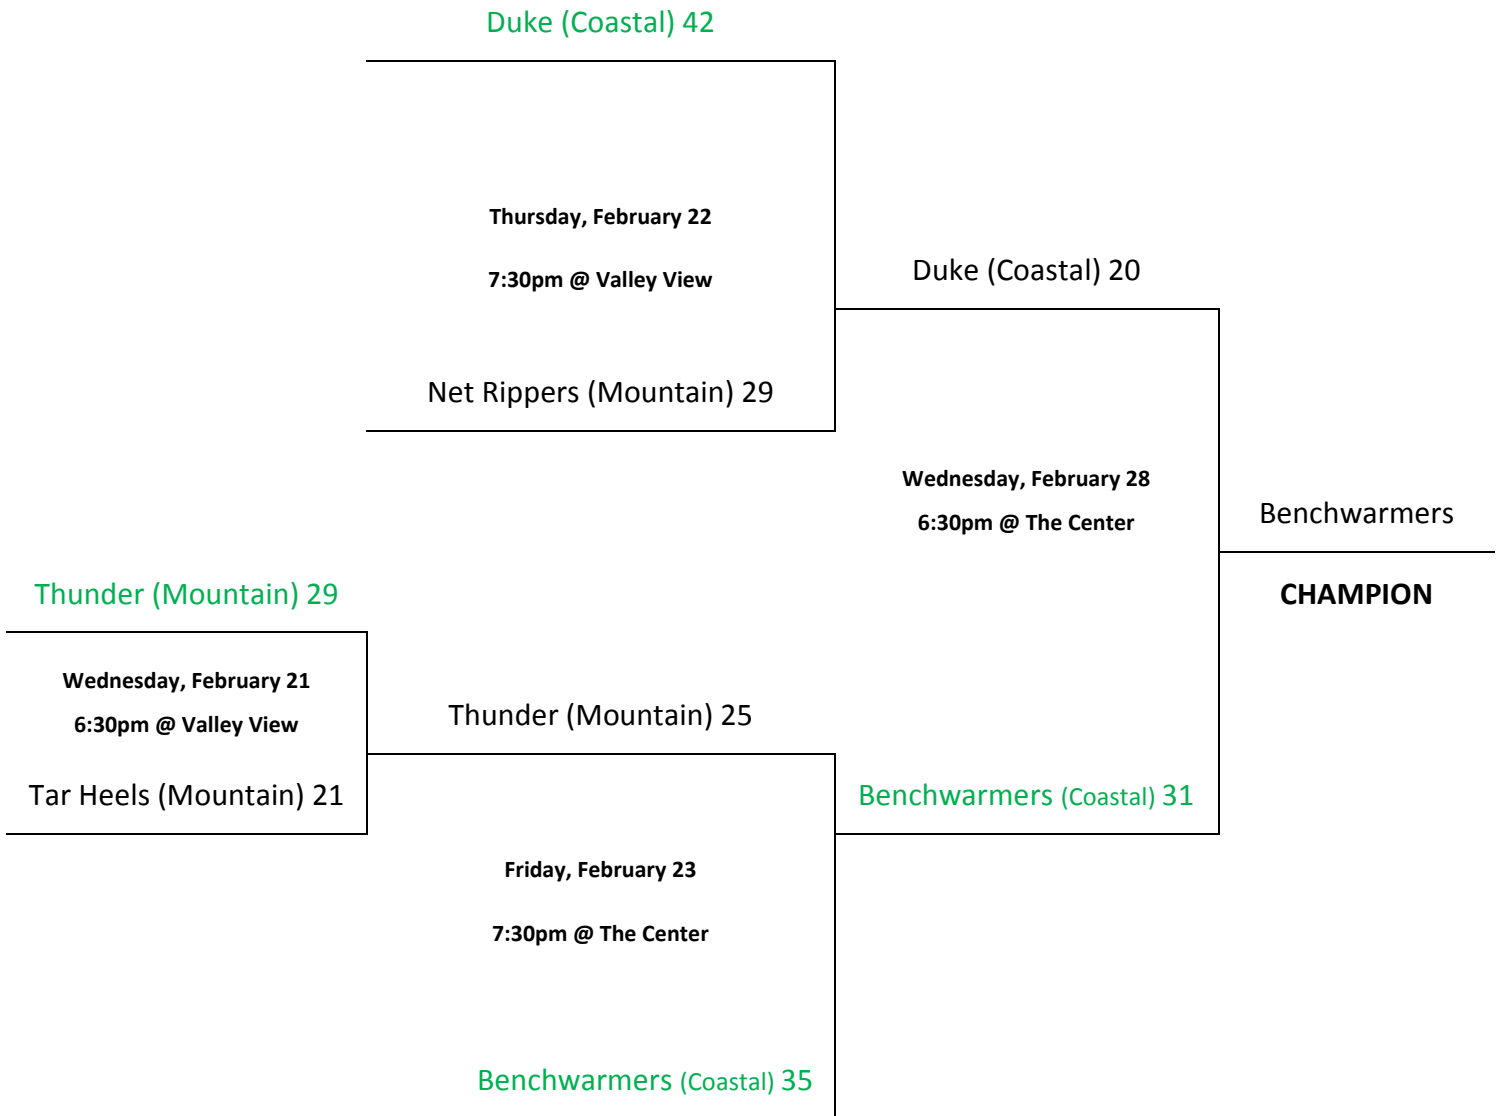 Duke (Coastal) 42
Thursday, February 22
7:30pm @ Valley View
Duke (Coastal) 20
Net Rippers (Mountain) 29
Wednesday, February 28
6:30pm @ The Center
Benchwarmers
CHAMPION
Thunder (Mountain) 29
Wednesday, February 21
6:30pm @ Valley View
Thunder (Mountain) 25
Tar Heels (Mountain) 21
Benchwarmers (Coastal) 31
Friday, February 23
7:30pm @ The Center
Benchwarmers (Coastal) 35